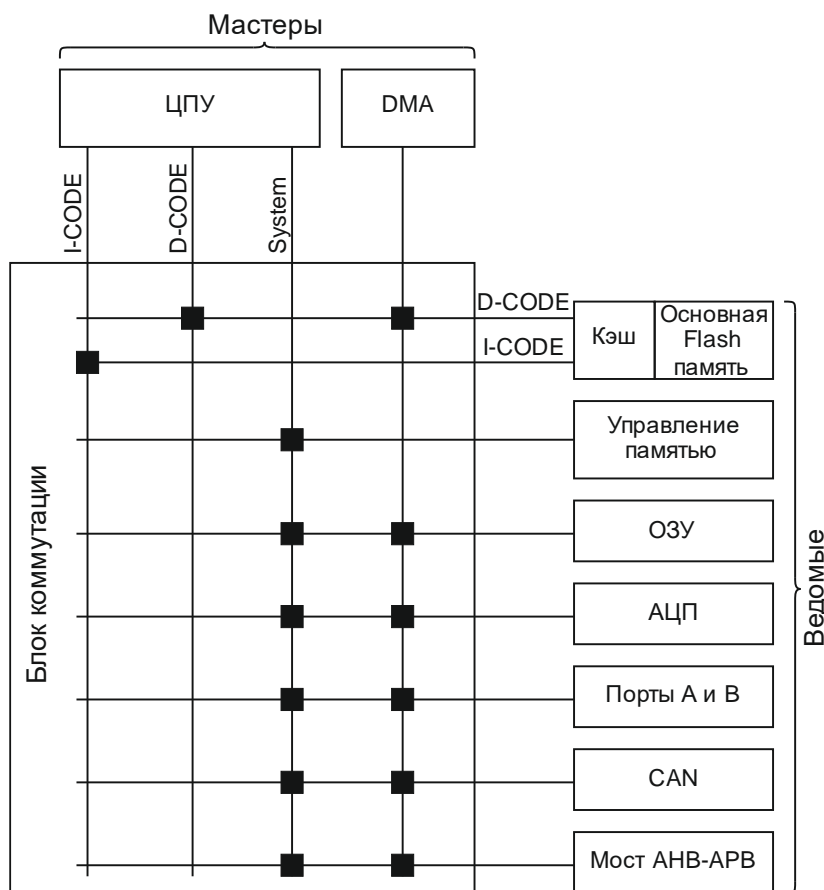 Мастеры
ЦПУ
DMA
I-CODE
D-CODE
System
D-CODE
I-CODE
Кэш
Основная
Flash
память
Управление
памятью
ОЗУ
АЦП
Порты А и В
CAN
Мост AHB-APB
Блок коммутации
Ведомые